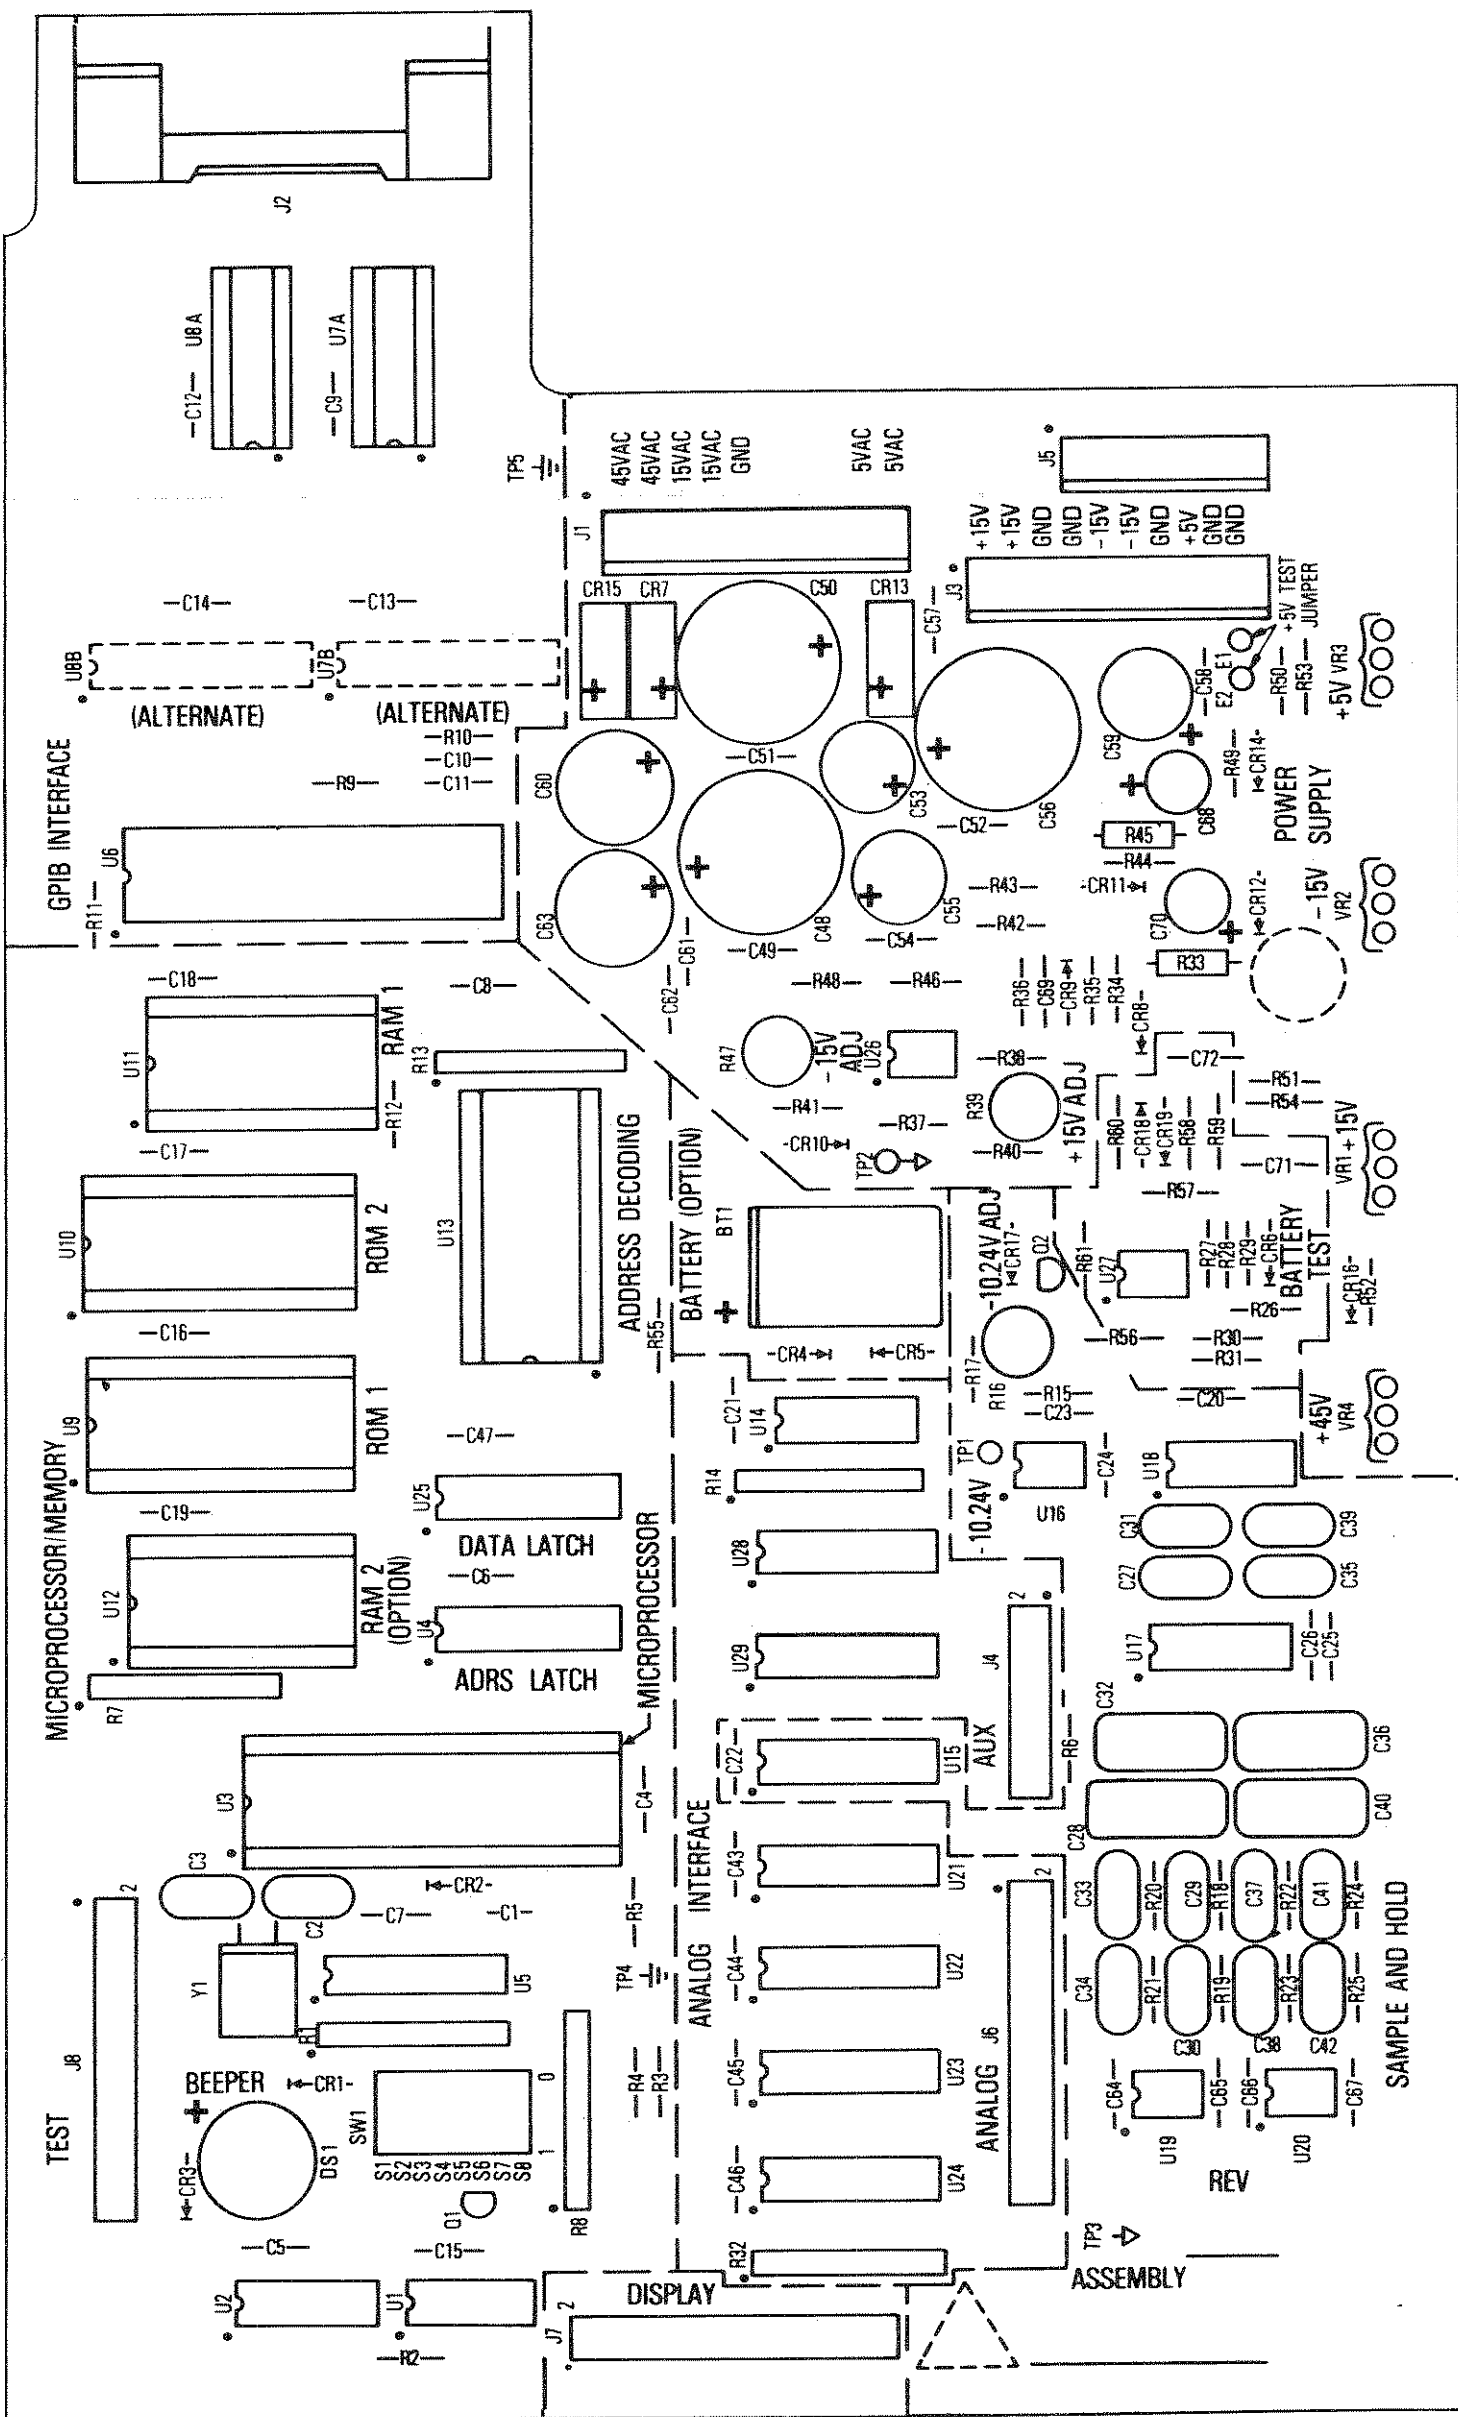 J2
C12
U8A
C9
U7A
TP5
45VAC
45VAC
15VAC
15VAC
GND
5VAC
5VAC
J1
J5
+15V
+15V
GND
GND
-15V
-15V
GND
+5V
GND
GND
J3
+5V TEST
JUMPER
E1
E2
C14
C13
U8B
U7B
(ALTERNATE)
(ALTERNATE)
GPIB INTERFACE
R10
C10
C11
R9
U6
R11
CR15
CR7
C50
CR13
C57
C51
C60
C63
C53
C52
C56
C59
C58
R50
R53
+5V VR3
R49
CR14
C68
POWER
SUPPLY
R45
R44
CR11
R43
R42
C55
C54
C48
C49
C61
C62
C70
CR12
-15V
VR2
R33
R48
R46
R36
C69
CR9
R35
R34
CR8
C72
C18
C8
U11
RAM 1
R12
R13
C17
R47
-15V
ADJ
U26
R38
R39
+15V ADJ
R40
R41
R37
CR10
TP2
R60
CR18
CR19
R58
R59
R51
R54
C71
R57
VR1 +15V
U10
ROM 2
U13
ADDRESS DECODING
BATTERY (OPTION)
R55
BT1
-10.24V ADJ
CR17
Q2
R61
U27
R27
R28
R29
CR6
R26
BATTERY
TEST
CR16
R52
R56
R30
R31
C20
C16
CR4
CR5
R17
R16
R15
C23
MICROPROCESSOR/MEMORY
U9
ROM 1
C47
C21
U14
R14
TP1
-10.24V
U16
C24
U18
+45V
VR4
C19
U25
DATA LATCH
C6
U12
RAM 2
(OPTION)
U4
ADRS LATCH
MICROPROCESSOR
R7
U28
U29
C31
C39
C27
C35
U17
C26
C25
J4
2
AUX
R6
C22
U15
C32
C36
C28
C40
U3
C4
C3
C2
CR2
C7
C1
R5
TP4
ANALOG INTERFACE
C43
U21
C44
U22
C45
U23
C46
U24
J6
2
ANALOG
C33
R20
C29
R18
C37
R22
C41
R24
C34
R21
C30
R19
C38
R23
C42
R25
SAMPLE AND HOLD
C64
U19
C65
C66
U20
C67
REV
J8
2
TEST
Y1
U5
R1
BEEPER
CR1
CR3
DS1
SW1
0
1
S1
S2
S3
S4
S5
S6
S7
S8
Q1
R8
R4
R3
C5
C15
U2
U1
R2
J7
2
DISPLAY
R32
TP3
ASSEMBLY